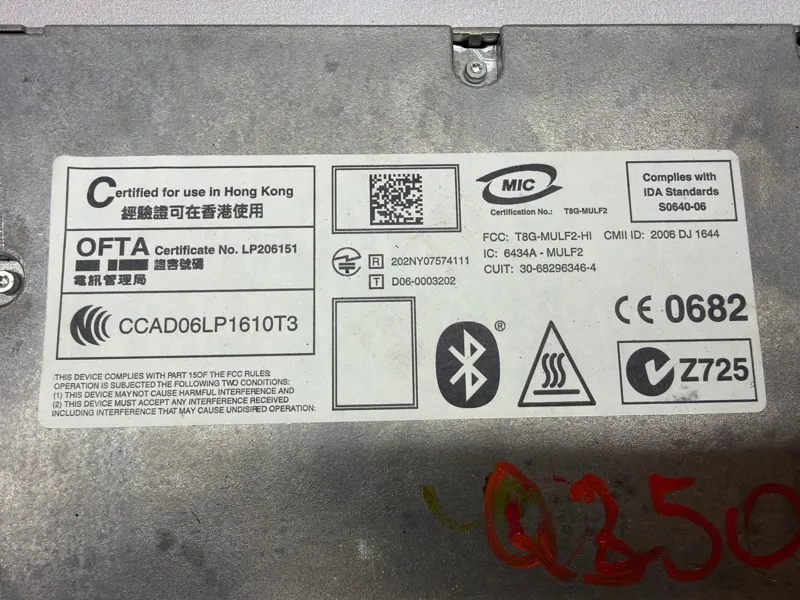 Certified for use in Hong Kong
經驗證可在香港使用
OFTA Certificate No. LP206151
證書號碼
電訊管理局
CCC CCAD06LP1610T3
THIS DEVICE COMPLIES WITH PART 15OF THE FCC RULES:
OPERATION IS SUBJECTED THE FOLLOWING TWO CONDITIONS:
(1) THIS DEVICE MAY NOT CAUSE HARMFUL INTERFERENCE AND
(2) THIS DEVICE MUST ACCEPT ANY INTERFERENCE RECEIVED
INCLUDING INTERFERENCE THAT MAY CAUSE UNDISIRED OPERATION:
R 202NY07574111
T D06-0003202
MIC
Certification No.: T8G-MULF2
Complies with
IDA Standards
S0640-06
FCC: T8G-MULF2-HI CMII ID: 2006 DJ 1644
IC: 6434A - MULF2
CUIT: 30-68296346-4
CE 0682
®
Z725
Q350